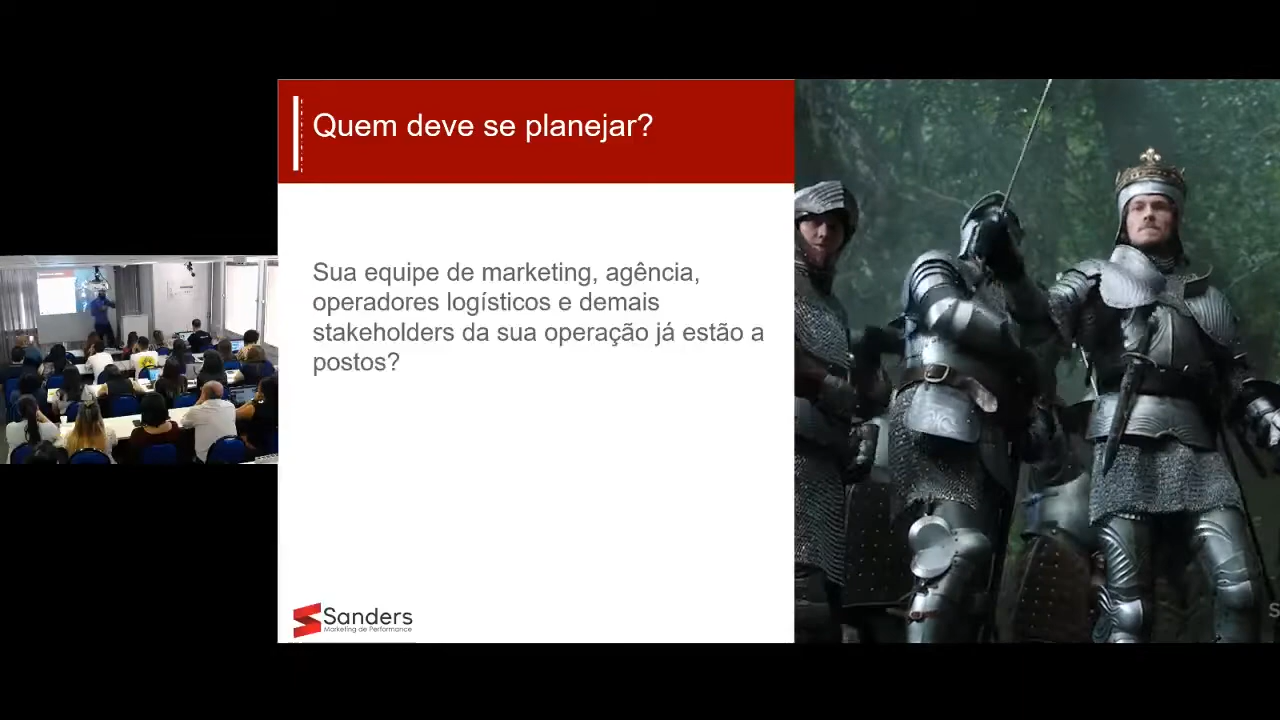 Quem deve se planejar?
Sua equipe de marketing, agência,
operadores logísticos e demais
stakeholders da sua operação já estão a
postos?
Sanders
Marketing de Performance
S